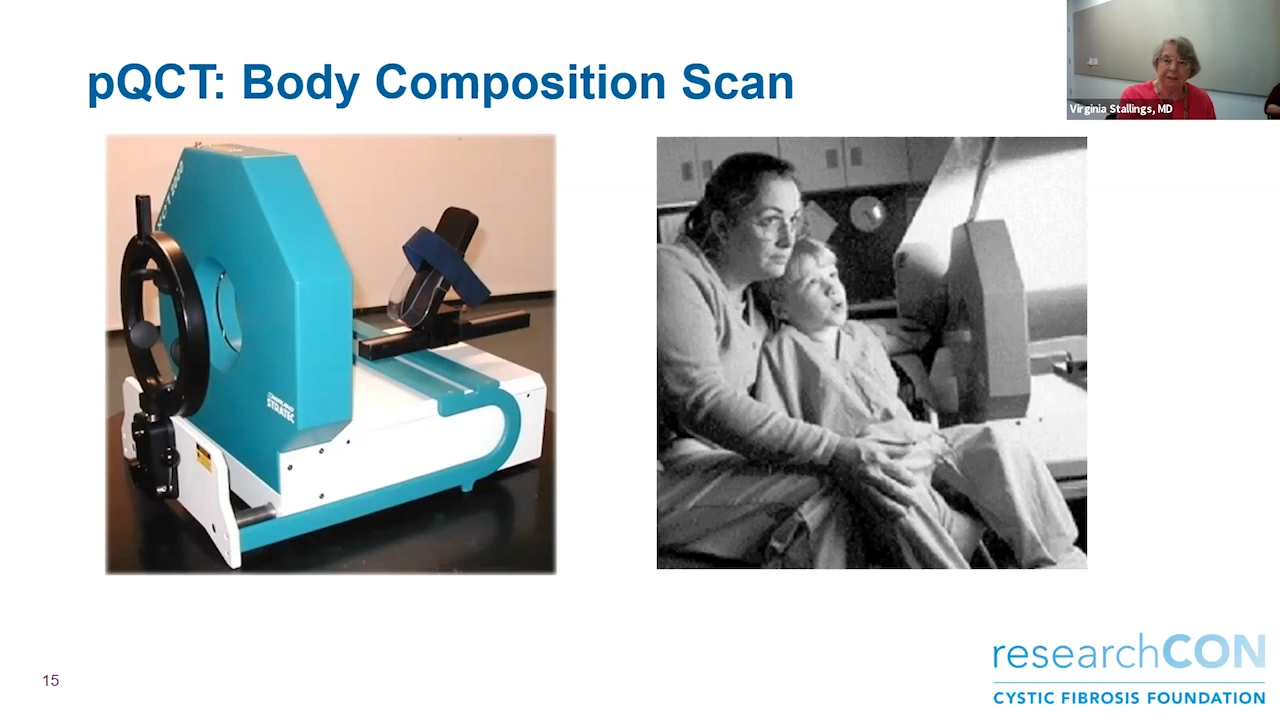 pQCT: Body Composition Scan
Virginia Stallings, MD
STRATEC
15
researchCON
CYSTIC FIBROSIS FOUNDATION